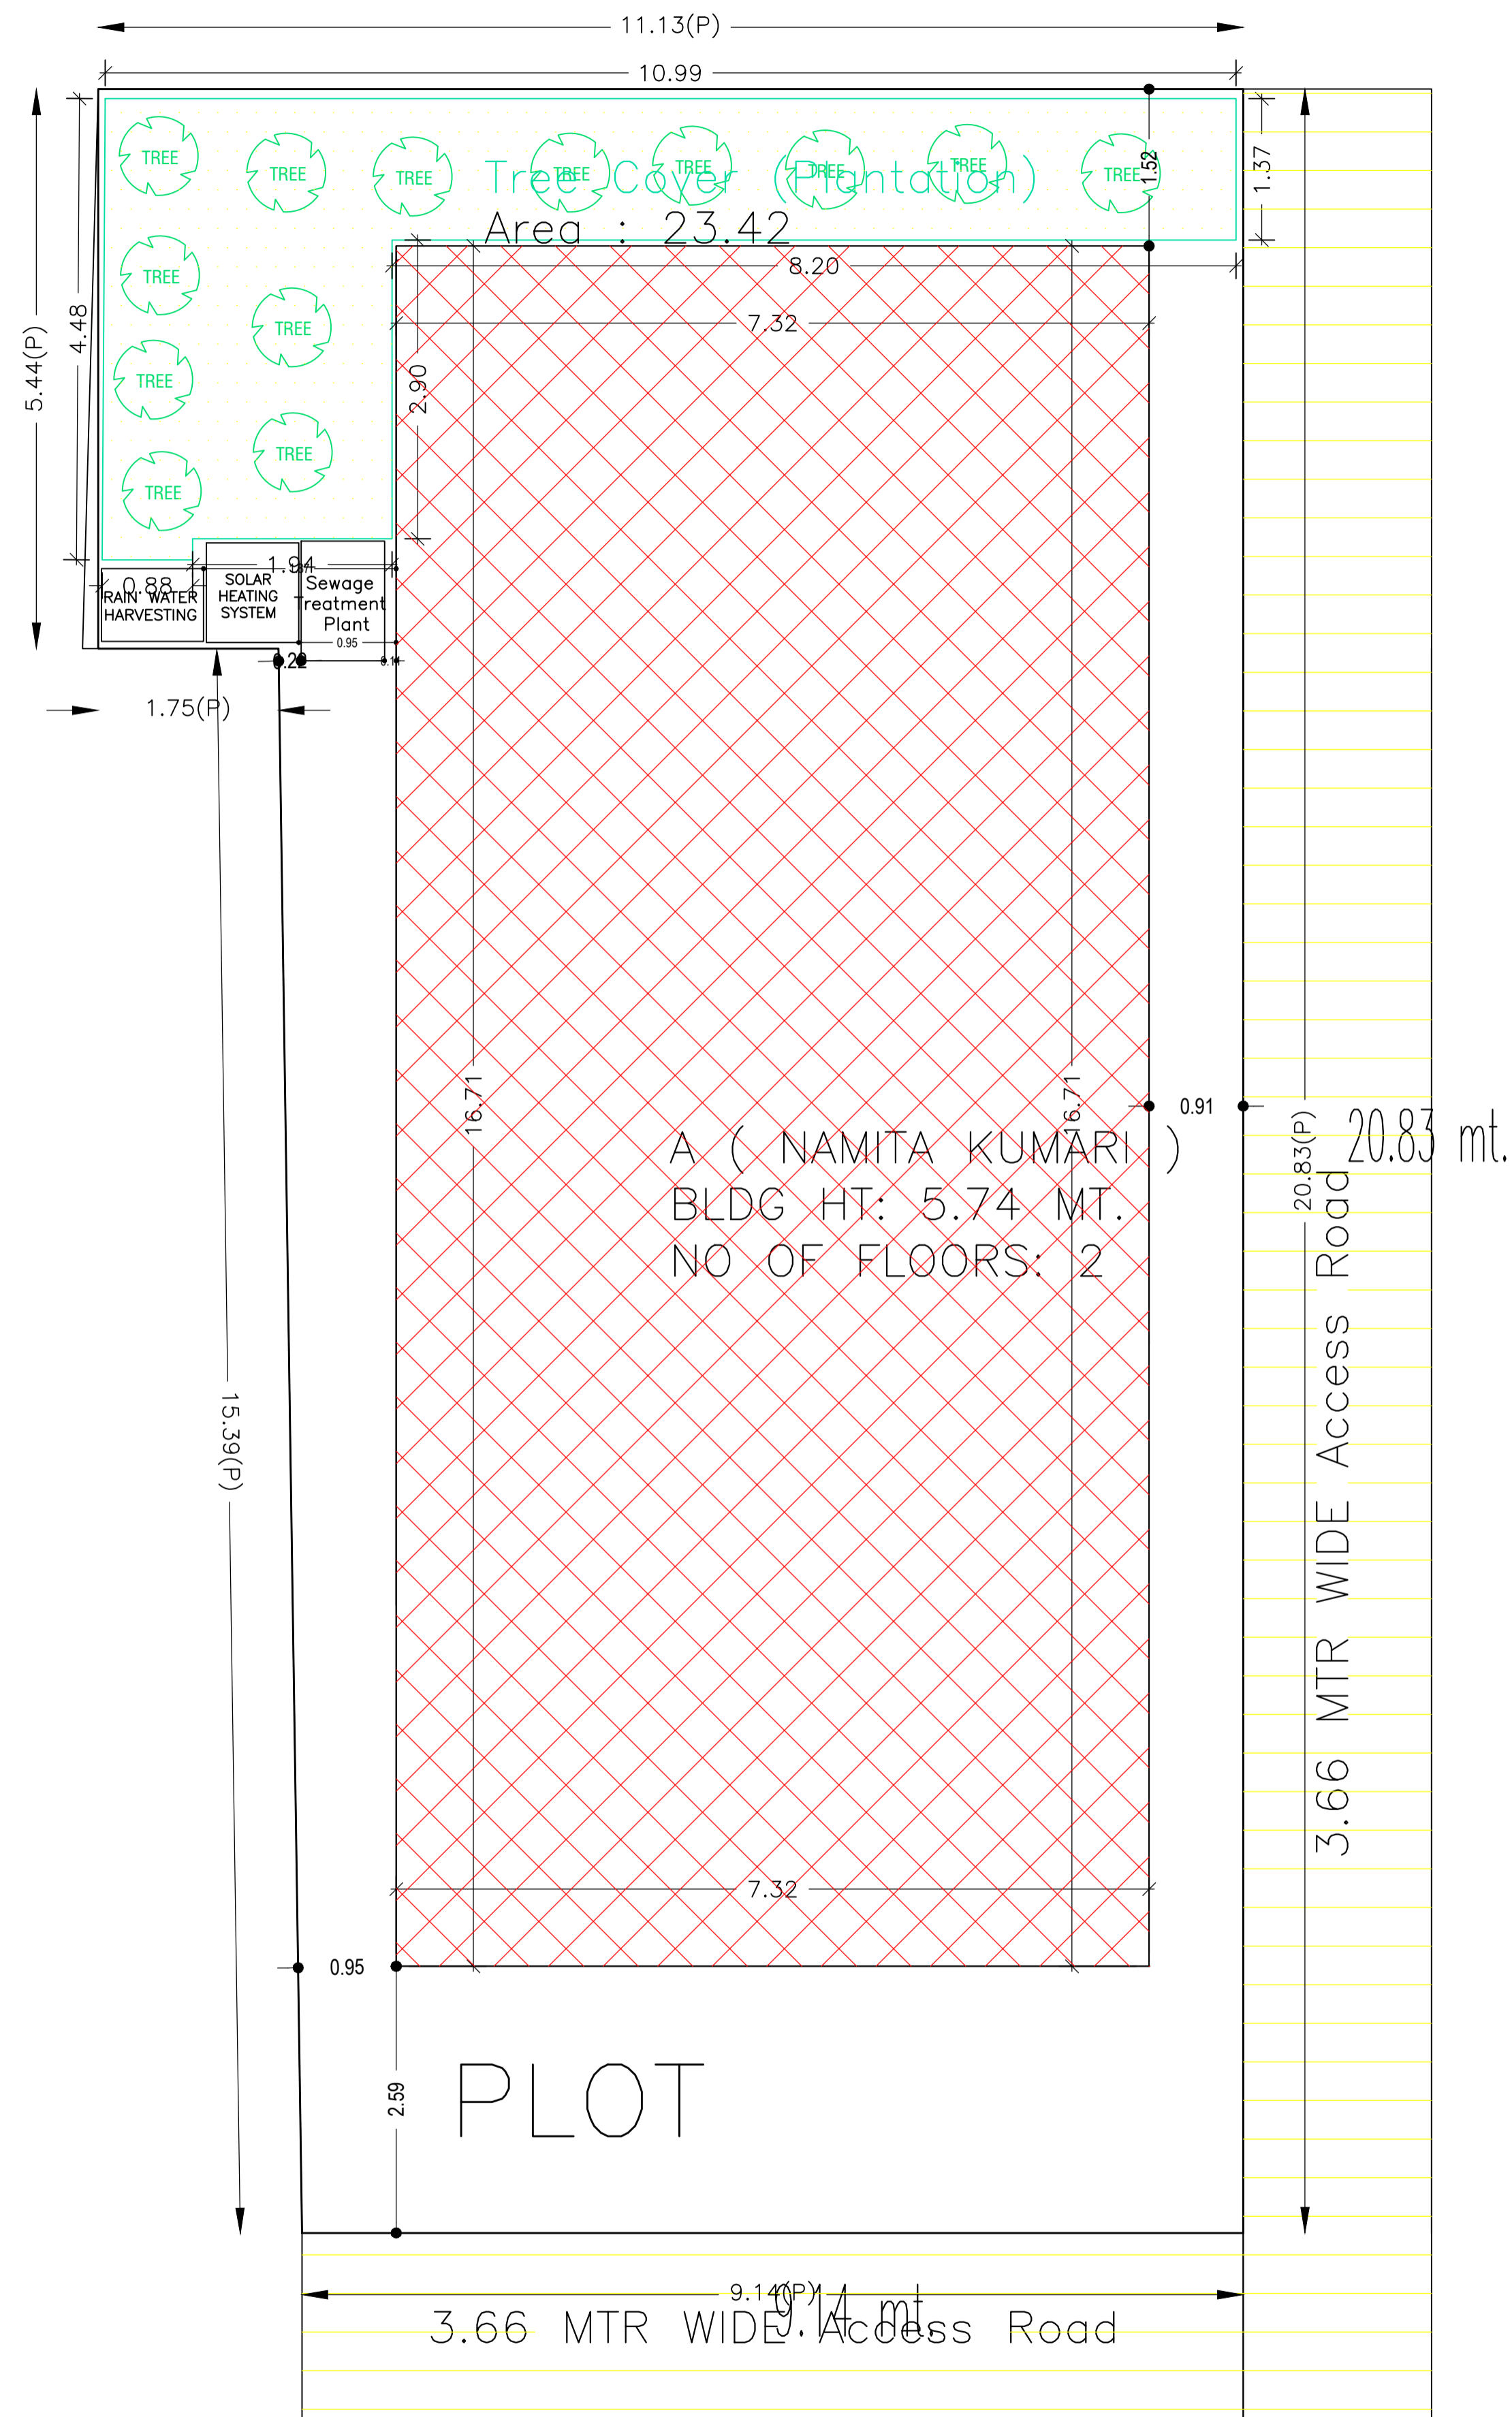 11.13(P)
10.99
TREE
TREE
TREE
TREE
TREE
TREE
TREE
TREE
Tree Cover (Plantation)
Area : 23.42
1.52
1.37
8.20
7.32
TREE
TREE
TREE
TREE
TREE
5.44(P)
4.48
2.90
1.94
0.88
RAIN WATER
HARVESTING
SOLAR
HEATING
SYSTEM
Sewage
Treatment
Plant
0.95
0.22
0.11
1.75(P)
16.71
16.71
0.91
A ( NAMITA KUMARI )
BLDG HT: 5.74 MT.
NO OF FLOORS: 2
20.83(P)
20.83 mt.
3.66 MTR WIDE Access Road
15.39(P)
7.32
0.95
2.59
PLOT
9.14(P)
9.14 mt.
3.66 MTR WIDE Access Road